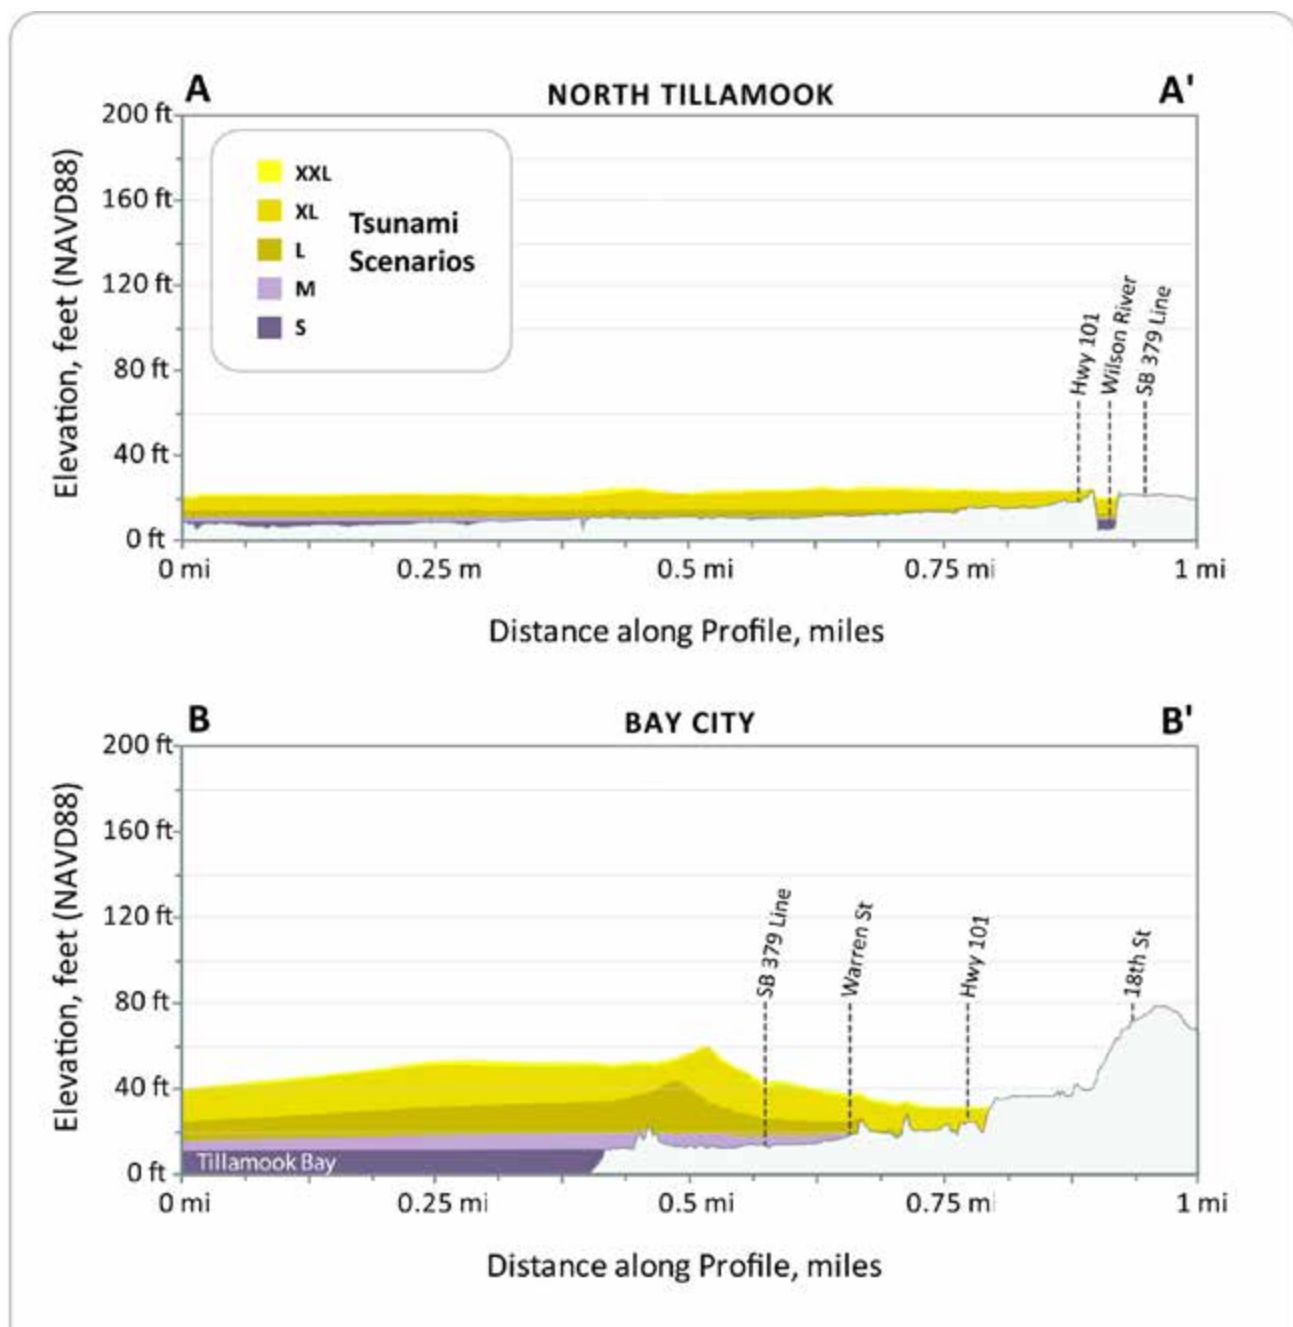 A
NORTH TILLAMOOK
A'
200 ft
160 ft
120 ft
80 ft
40 ft
0 ft
Elevation, feet (NAVD88)
XXL
XL
L
M
S
Tsunami
Scenarios
Hwy 101
Wilson River
SB 379 Line
0 mi
0.25 m
0.5 mi
0.75 mi
1 mi
Distance along Profile, miles
B
BAY CITY
B'
200 ft
160 ft
120 ft
80 ft
40 ft
0 ft
Elevation, feet (NAVD88)
SB 379 Line
Warren St
Hwy 101
18th St
Tillamook Bay
0 mi
0.25 mi
0.5 mi
0.75 mi
1 mi
Distance along Profile, miles